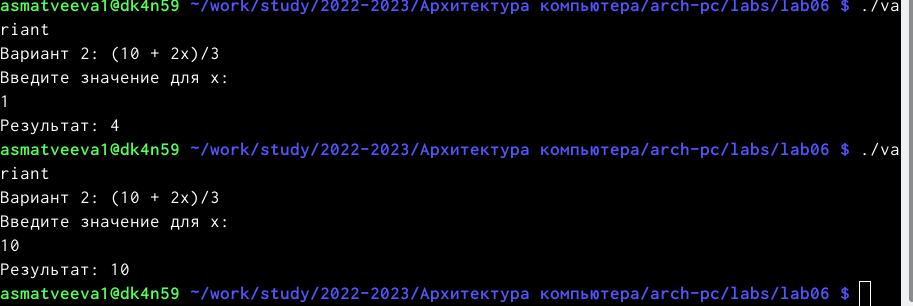 asmatveeva1@dk4n59 ~/work/study/2022-2023/Архитектура компьютера/arch-pc/labs/lab06 $ ./va
riant
Вариант 2: (10 + 2x)/3
Введите значение для x:
1
Результат: 4
asmatveeva1@dk4n59 ~/work/study/2022-2023/Архитектура компьютера/arch-pc/labs/lab06 $ ./va
riant
Вариант 2: (10 + 2x)/3
Введите значение для x:
10
Результат: 10
asmatveeva1@dk4n59 ~/work/study/2022-2023/Архитектура компьютера/arch-pc/labs/lab06 $